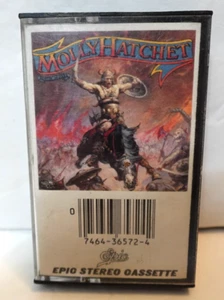 MOLLY HATCHET
0
7464-36572-4
Epic
EPIC STEREO CASSETTE